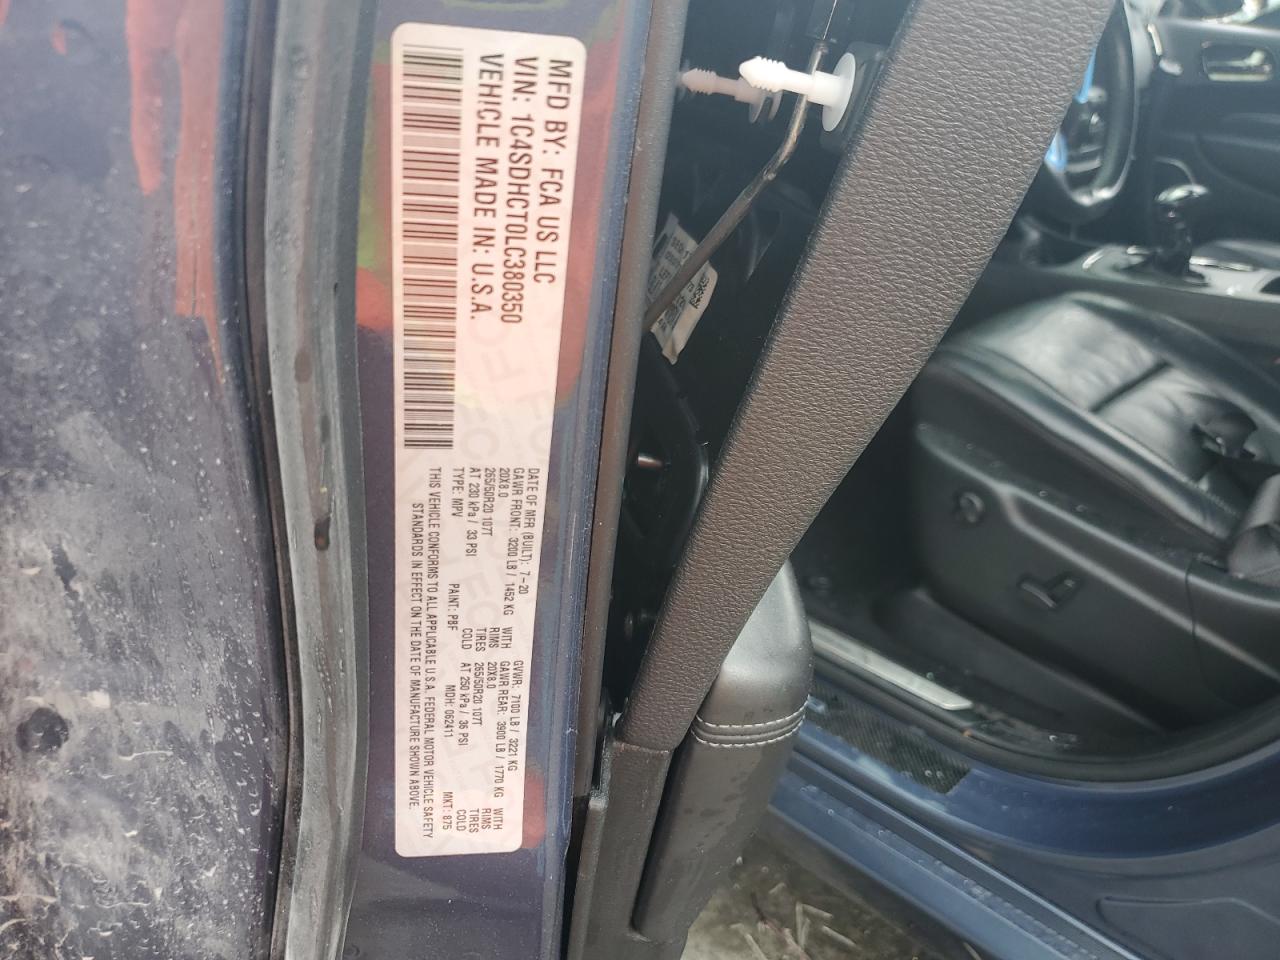 MFD BY: FCA US LLC
VIN: 1C4SDHCT0LC380350
VEHICLE MADE IN: U.S.A.
DATE OF MFR (BUILT): 7-20 GVWR: 7100 LB / 3221 KG
GAWR FRONT: 3200 LB / 1452 KG WITH GAWR REAR: 3900 LB / 1770 KG WITH
20X8.0 RIMS 20X8.0 RIMS
265/50R20 107T TIRES 265/50R20 107T TIRES
AT 230 kPa / 33 PSI COLD AT 250 kPa / 36 PSI COLD
TYPE: MPV PAINT: PBF MDH: 062411 MKT: 875
THIS VEHICLE CONFORMS TO ALL APPLICABLE U.S.A. FEDERAL MOTOR VEHICLE SAFETY
STANDARDS IN EFFECT ON THE DATE OF MANUFACTURE SHOWN ABOVE.